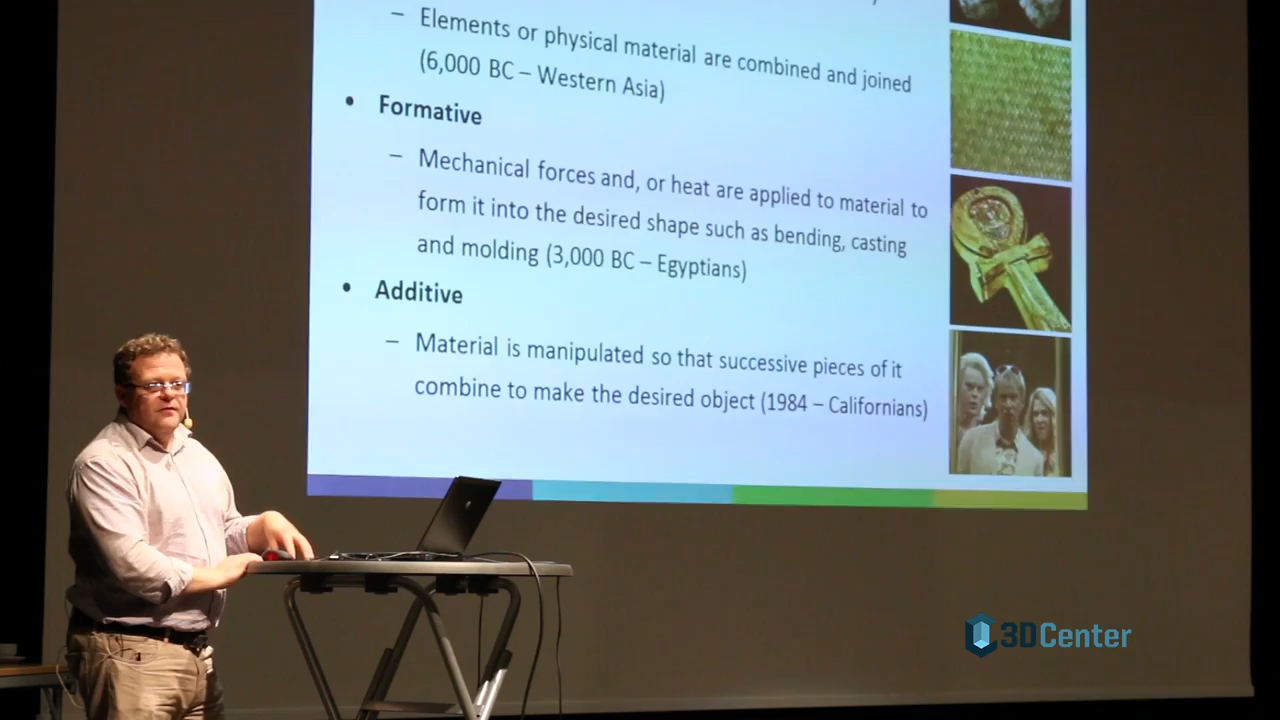 – Elements or physical material are combined and joined
(6,000 BC – Western Asia)
• Formative
– Mechanical forces and, or heat are applied to material to
form it into the desired shape such as bending, casting
and molding (3,000 BC – Egyptians)
• Additive
– Material is manipulated so that successive pieces of it
combine to make the desired object (1984 – Californians)
3DCenter